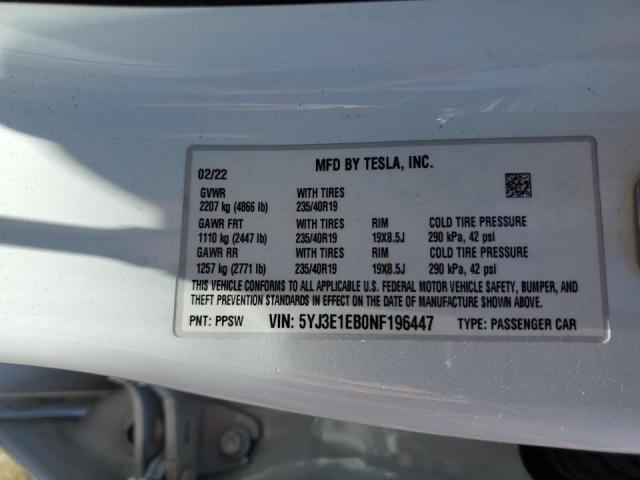 02/22 MFD BY TESLA, INC.
GVWR WITH TIRES
2207 kg (4866 lb) 235/40R19
GAWR FRT WITH TIRES RIM COLD TIRE PRESSURE
1110 kg (2447 lb) 235/40R19 19X8.5J 290 kPa, 42 psi
GAWR RR WITH TIRES RIM COLD TIRE PRESSURE
1257 kg (2771 lb) 235/40R19 19X8.5J 290 kPa, 42 psi
THIS VEHICLE CONFORMS TO ALL APPLICABLE U.S. FEDERAL MOTOR VEHICLE SAFETY, BUMPER, AND
THEFT PREVENTION STANDARDS IN EFFECT ON THE DATE OF MANUFACTURE SHOWN ABOVE.
PNT: PPSW VIN: 5YJ3E1EB0NF196447 TYPE: PASSENGER CAR